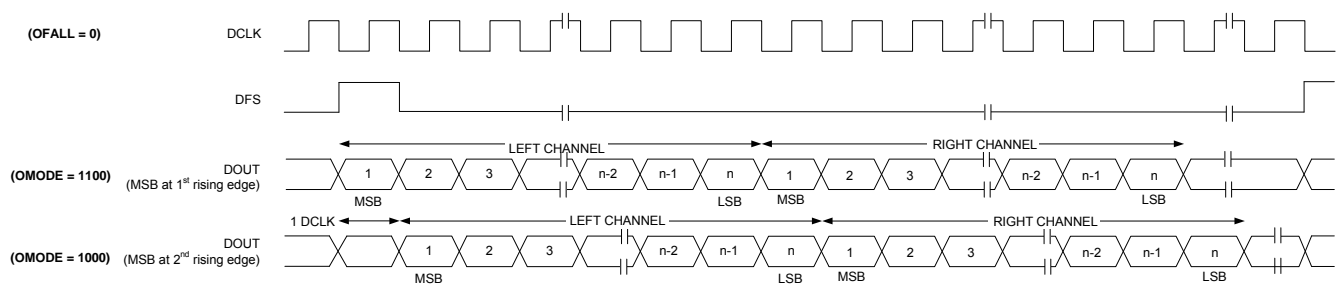 (OFALL = 0) DCLK
DFS
LEFT CHANNEL RIGHT CHANNEL
(OMODE = 1100) DOUT (MSB at 1st rising edge) 1 2 3 n-2 n-1 n 1 2 3 n-2 n-1 n
MSB LSB MSB LSB
1 DCLK LEFT CHANNEL RIGHT CHANNEL
(OMODE = 1000) DOUT (MSB at 2nd rising edge) 1 2 3 n-2 n-1 n 1 2 3 n-2 n-1 n
MSB LSB MSB LSB